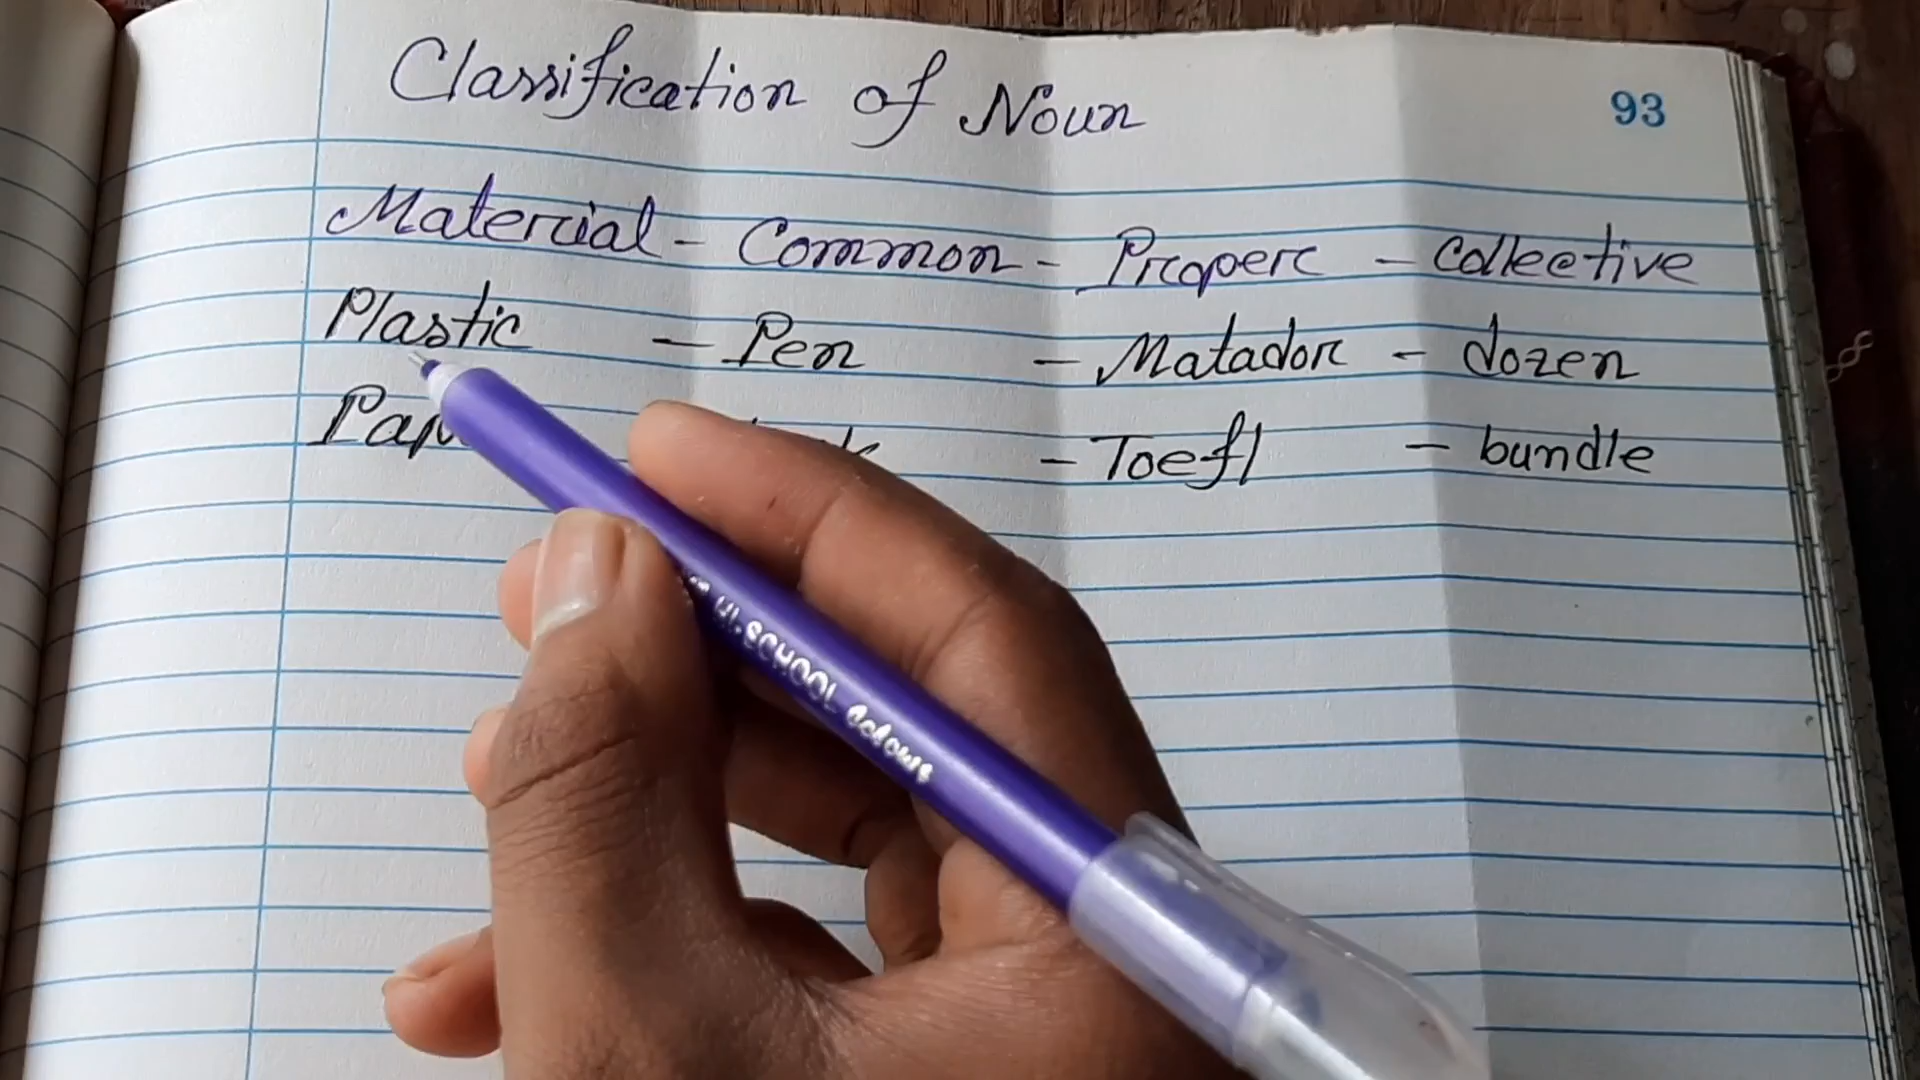 Classification of Noun
93
Material - Common - Proper - Collective
Plastic - Pen - Matador - dozen
- Toefl - bundle
HI-SCHOOL Colours